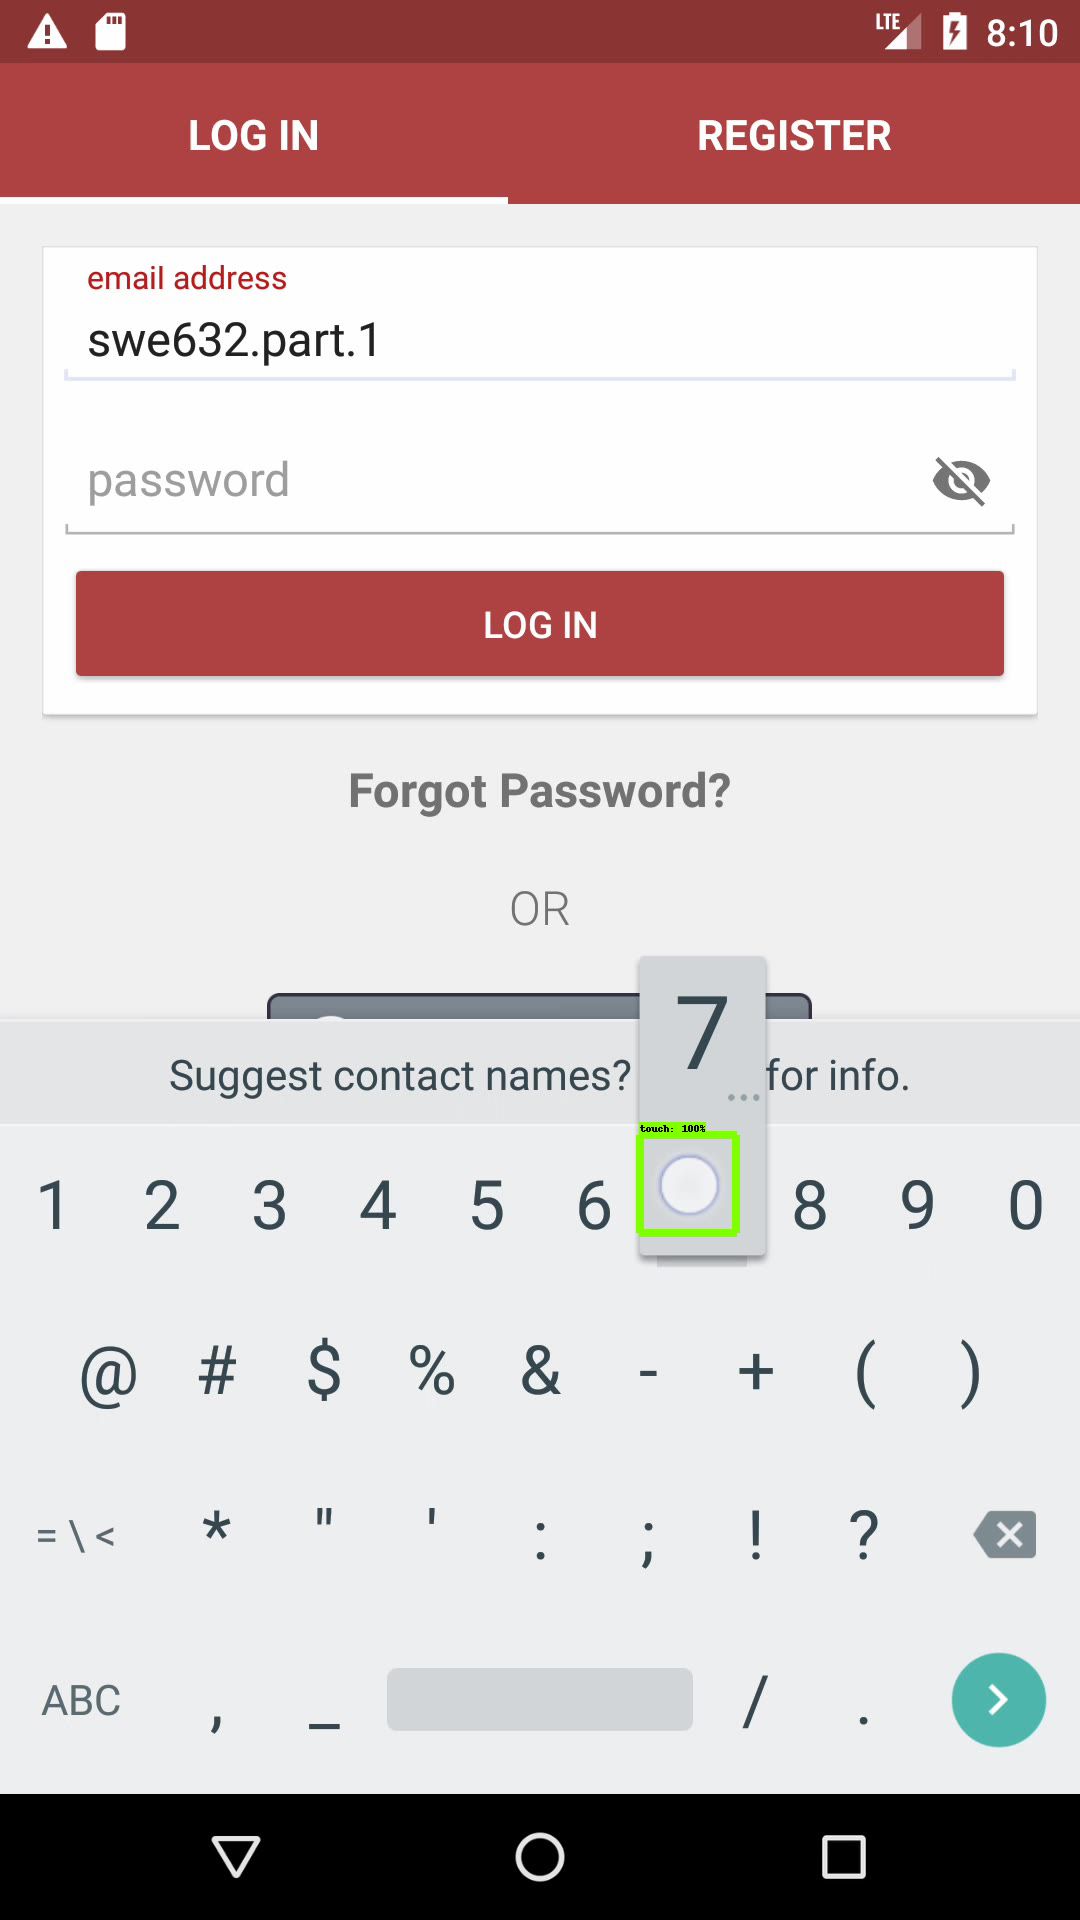 LTE 8:10
LOG IN REGISTER
email address
swe632.part.1
password
LOG IN
Forgot Password?
OR
7
Suggest contact names? for info.
touch: 100%
1 2 3 4 5 6 8 9 0
@ # $ % & - + ( )
= \ < * " ' : ; ! ?
ABC , _ / .